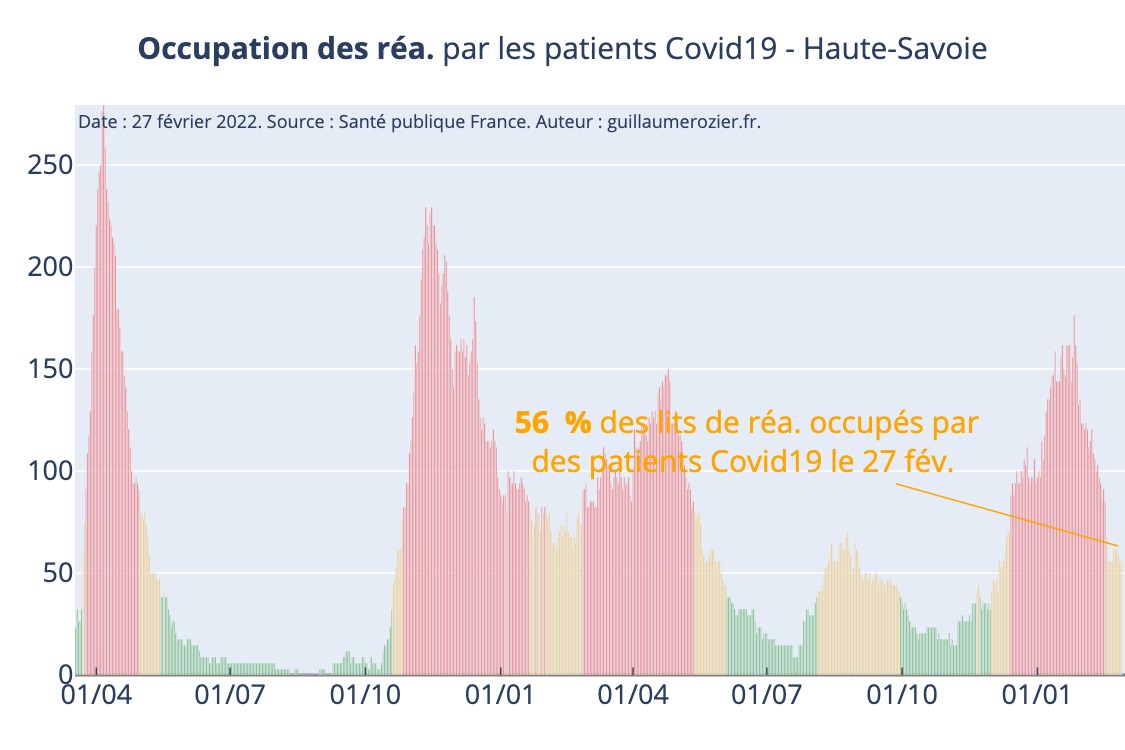 Occupation des réa. par les patients Covid19 - Haute-Savoie
Date : 27 février 2022. Source : Santé publique France. Auteur : guillaumerozier.fr.
250
200
150
100
50
0
56 % des lits de réa. occupés par
des patients Covid19 le 27 fév.
01/04 01/07 01/10 01/01 01/04 01/07 01/10 01/01